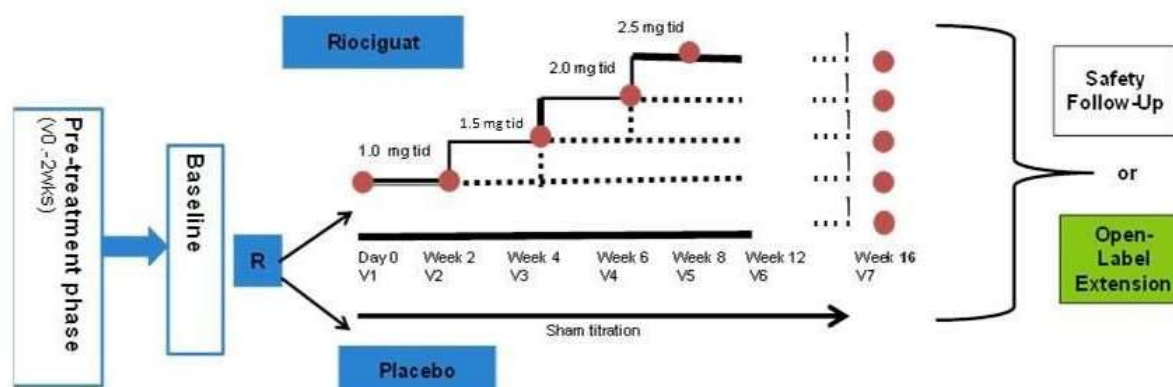 Pre-treatment phase
(V0.-2wks)
Baseline
R
Riociguat
1.0 mg tid
1.5 mg tid
2.0 mg tid
2.5 mg tid
Day 0 Week 2 Week 4 Week 6 Week 8 Week 12 Week 16
V1 V2 V3 V4 V5 V6 V7
Sham titration
Placebo
Safety
Follow-Up
or
Open-
Label
Extension